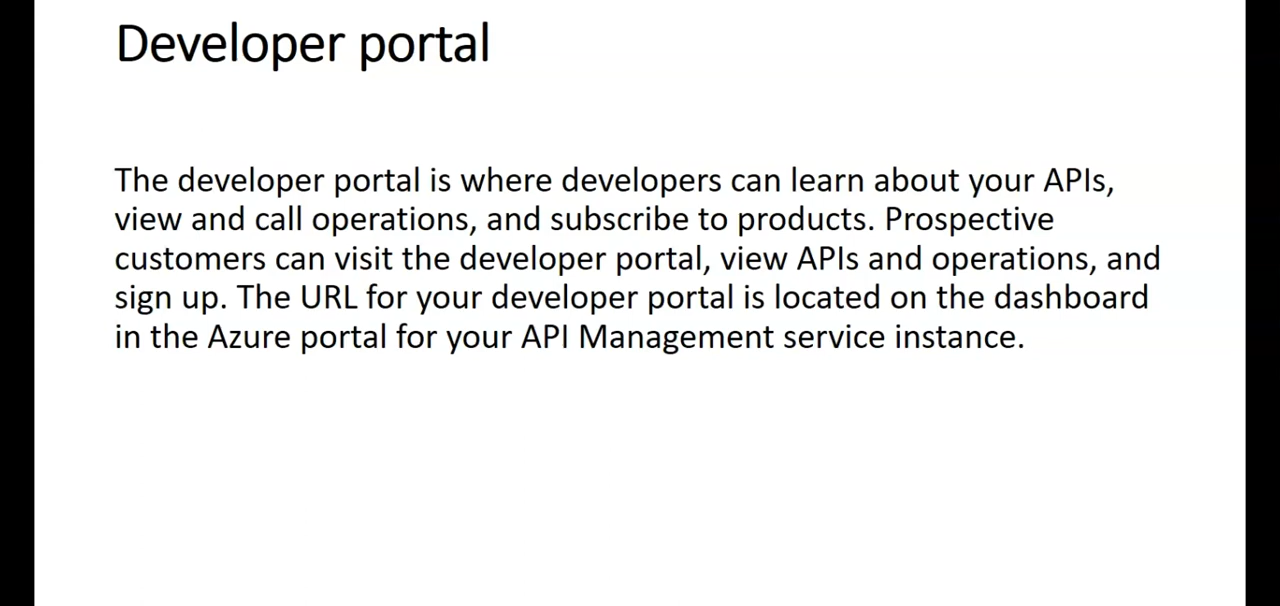 Developer portal
The developer portal is where developers can learn about your APIs,
view and call operations, and subscribe to products. Prospective
customers can visit the developer portal, view APIs and operations, and
sign up. The URL for your developer portal is located on the dashboard
in the Azure portal for your API Management service instance.